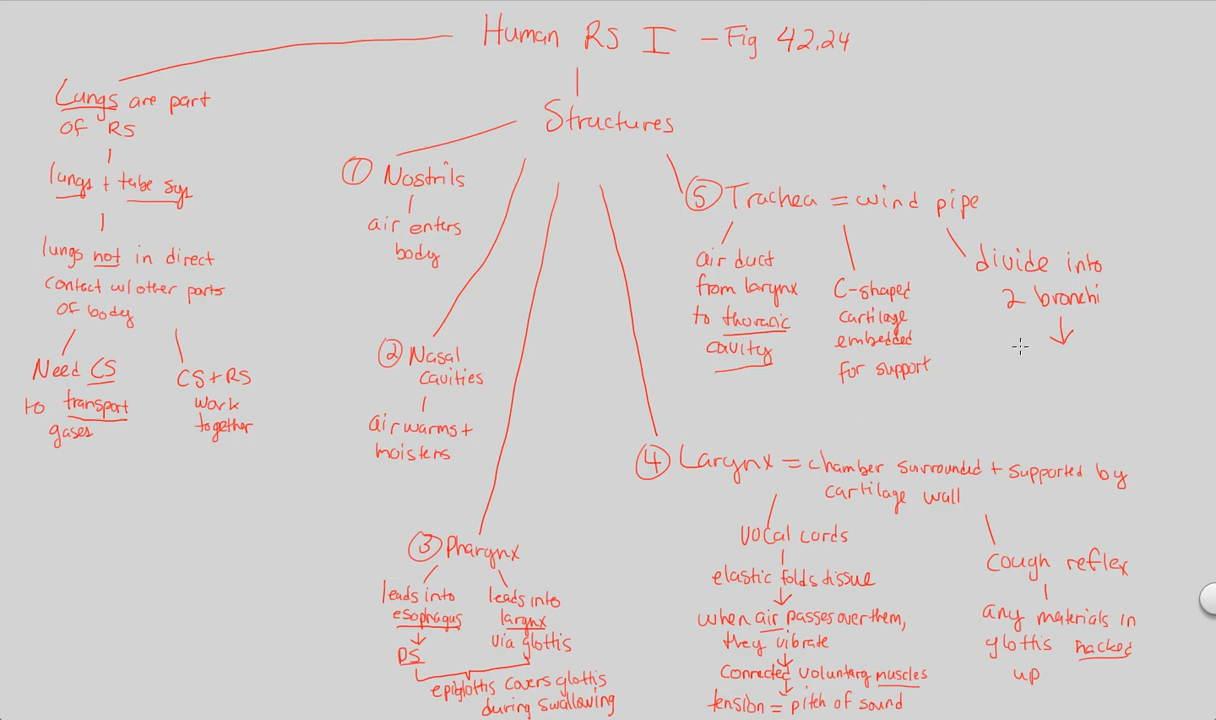 Human RS I - Fig 42.24
Lungs are part
of RS
lungs + tube sys
lungs not in direct
contact w/ other parts
of body
Need CS
to transport
gases
CS + RS
work
together
Structures
① Nostrils
air enters
body
② Nasal
cavities
air warms +
moistens
③ Pharynx
leads into
esophagus
DS
leads into
larynx
via glottis
epiglottis covers glottis
during swallowing
④ Larynx = chamber surrounded + supported by
cartilage wall
vocal cords
elastic folds tissue
when air passes over them,
they vibrate
Connected voluntary muscles
tension = pitch of sound
cough reflex
any materials in
glottis hacked
up
⑤ Trachea = wind pipe
air duct
from larynx
to thoracic
cavity
C-shaped
cartilage
embedded
for support
divide into
2 bronchi